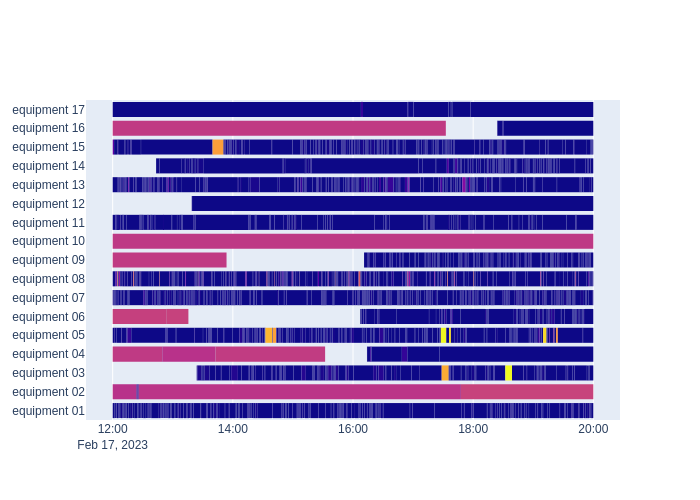 equipment 17
equipment 16
equipment 15
equipment 14
equipment 13
equipment 12
equipment 11
equipment 10
equipment 09
equipment 08
equipment 07
equipment 06
equipment 05
equipment 04
equipment 03
equipment 02
equipment 01
12:00 14:00 16:00 18:00 20:00
Feb 17, 2023